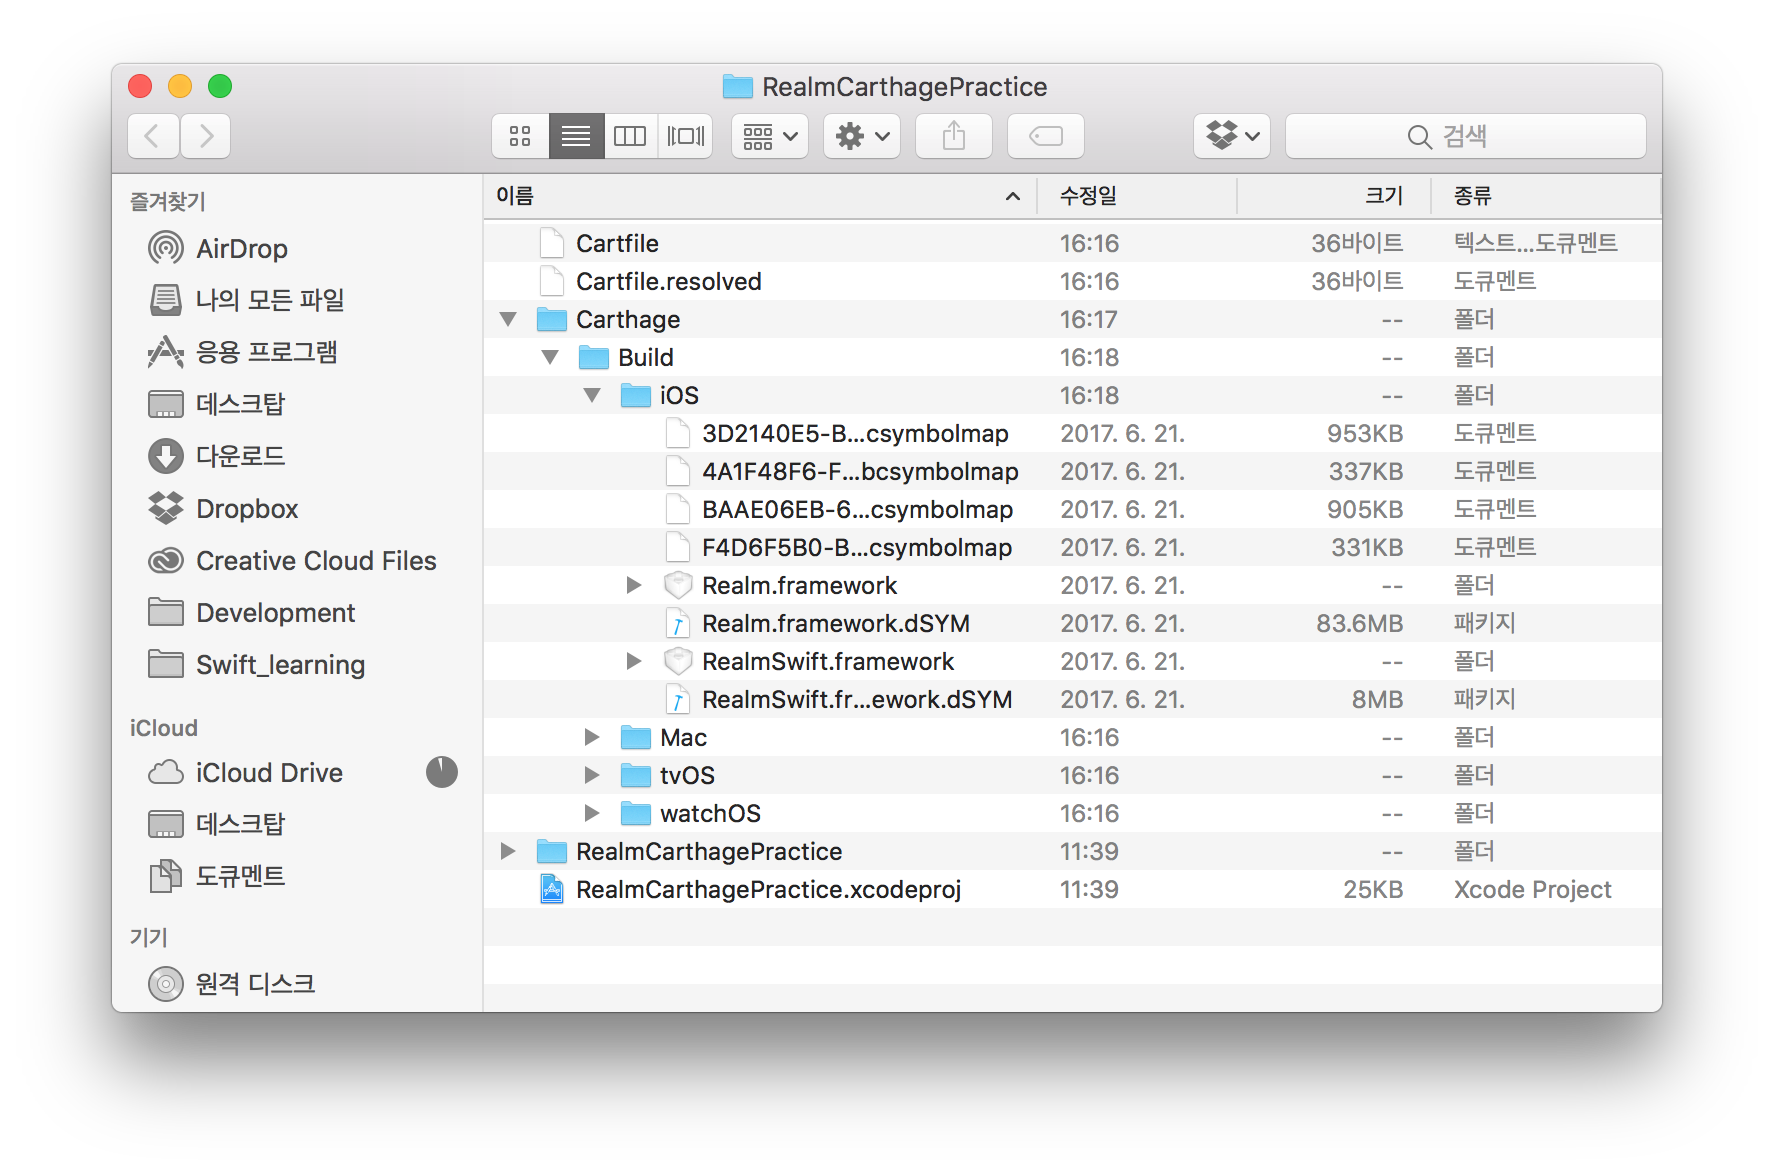 RealmCarthagePractice
검색
즐겨찾기
AirDrop
나의 모든 파일
응용 프로그램
데스크탑
다운로드
Dropbox
Creative Cloud Files
Development
Swift_learning
iCloud
iCloud Drive
데스크탑
도큐멘트
기기
원격 디스크
이름 수정일 크기 종류
Cartfile 16:16 36바이트 텍스트...도큐멘트
Cartfile.resolved 16:16 36바이트 도큐멘트
Carthage 16:17 -- 폴더
Build 16:18 -- 폴더
iOS 16:18 -- 폴더
3D2140E5-B...csymbolmap 2017. 6. 21. 953KB 도큐멘트
4A1F48F6-F...bcsymbolmap 2017. 6. 21. 337KB 도큐멘트
BAAE06EB-6...csymbolmap 2017. 6. 21. 905KB 도큐멘트
F4D6F5B0-B...csymbolmap 2017. 6. 21. 331KB 도큐멘트
Realm.framework 2017. 6. 21. -- 폴더
Realm.framework.dSYM 2017. 6. 21. 83.6MB 패키지
RealmSwift.framework 2017. 6. 21. -- 폴더
RealmSwift.fr...ework.dSYM 2017. 6. 21. 8MB 패키지
Mac 16:16 -- 폴더
tvOS 16:16 -- 폴더
watchOS 16:16 -- 폴더
RealmCarthagePractice 11:39 -- 폴더
RealmCarthagePractice.xcodeproj 11:39 25KB Xcode Project